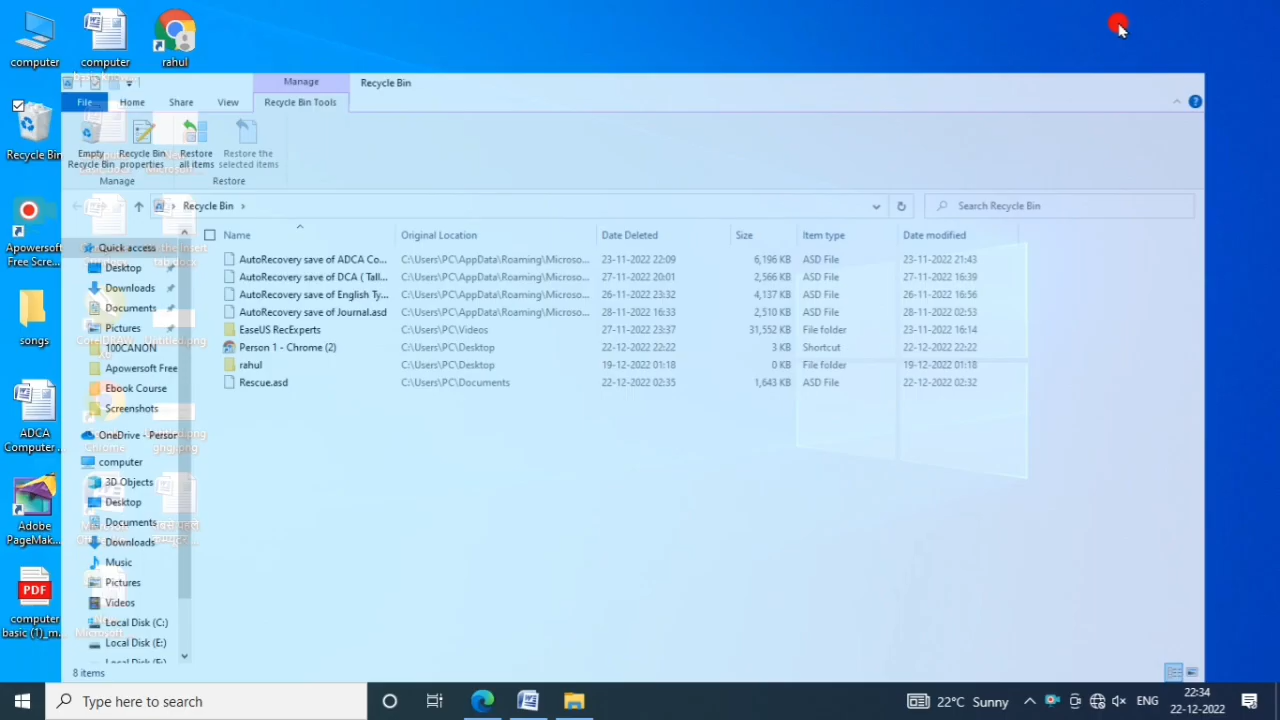 computer
computer
rahul
Manage
Recycle Bin
File
Home
Share
View
Recycle Bin Tools
Empty
Recycle Bin
Recycle Bin
properties
Restore
all items
Restore the
selected items
Manage
Restore
Recycle Bin
Recycle Bin
Search Recycle Bin
Name
Original Location
Date Deleted
Size
Item type
Date modified
AutoRecovery save of ADCA Co... C:\Users\PC\AppData\Roaming\Microso... 23-11-2022 22:09 6,196 KB ASD File 23-11-2022 21:43
AutoRecovery save of DCA ( Tall... C:\Users\PC\AppData\Roaming\Microso... 27-11-2022 20:01 2,566 KB ASD File 27-11-2022 16:39
AutoRecovery save of English Ty... C:\Users\PC\AppData\Roaming\Microso... 26-11-2022 23:32 4,137 KB ASD File 26-11-2022 16:56
AutoRecovery save of Journal.asd C:\Users\PC\AppData\Roaming\Microso... 28-11-2022 16:33 2,510 KB ASD File 28-11-2022 02:53
EaseUS RecExperts C:\Users\PC\Videos 27-11-2022 23:37 31,552 KB File folder 23-11-2022 16:14
Person 1 - Chrome (2) C:\Users\PC\Desktop 22-12-2022 22:22 3 KB Shortcut 22-12-2022 22:22
rahul C:\Users\PC\Desktop 19-12-2022 01:18 0 KB File folder 19-12-2022 01:18
Rescue.asd C:\Users\PC\Documents 22-12-2022 02:35 1,643 KB ASD File 22-12-2022 02:32
Quick access
Desktop
Downloads
Documents
Pictures
100CANON
Apowersoft Free
Ebook Course
Screenshots
OneDrive - Person
computer
3D Objects
Desktop
Documents
Downloads
Music
Pictures
Videos
Local Disk (C:)
Local Disk (E:)
Local Disk (F:)
8 items
Apowersoft
Free Scre...
songs
ADCA
Computer ...
Adobe
PageMak...
PDF
computer
basic (1)_m...
Untitled.png
Chrome
Type here to search
22°C Sunny
ENG
22:34
22-12-2022